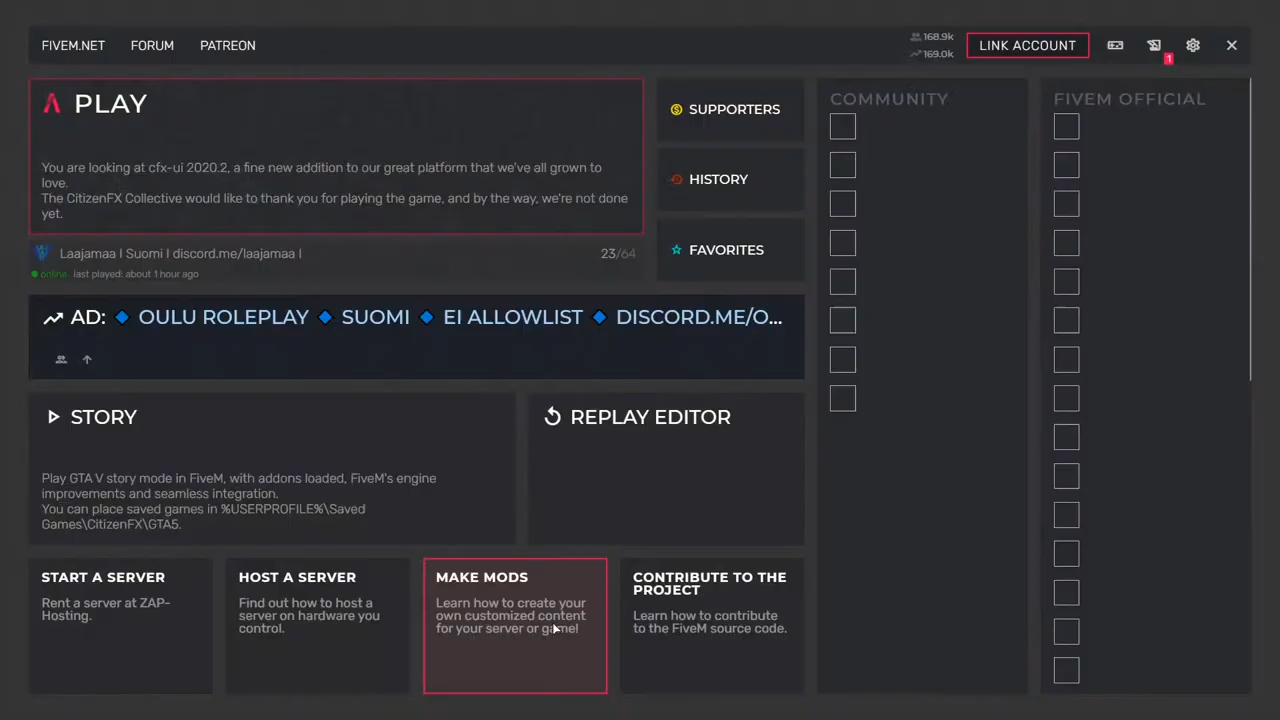 FIVEM.NET
FORUM
PATREON
168.9k
169.0k
LINK ACCOUNT
1
PLAY
You are looking at cfx-ui 2020.2, a fine new addition to our great platform that we've all grown to
love.
The CitizenFX Collective would like to thank you for playing the game, and by the way, we're not done
yet.
Laajamaa | Suomi | discord.me/laajamaa |
23/64
online
last played: about 1 hour ago
SUPPORTERS
HISTORY
FAVORITES
AD: 🔷 OULU ROLEPLAY 🔷 SUOMI 🔷 EI ALLOWLIST 🔷 DISCORD.ME/O...
STORY
Play GTA V story mode in FiveM, with addons loaded, FiveM's engine
improvements and seamless integration.
You can place saved games in %USERPROFILE%\Saved
Games\CitizenFX\GTA5.
REPLAY EDITOR
START A SERVER
Rent a server at ZAP-
Hosting.
HOST A SERVER
Find out how to host a
server on hardware you
control.
MAKE MODS
Learn how to create your
own customized content
for your server or game!
CONTRIBUTE TO THE
PROJECT
Learn how to contribute
to the FiveM source code.
COMMUNITY
FIVEM OFFICIAL